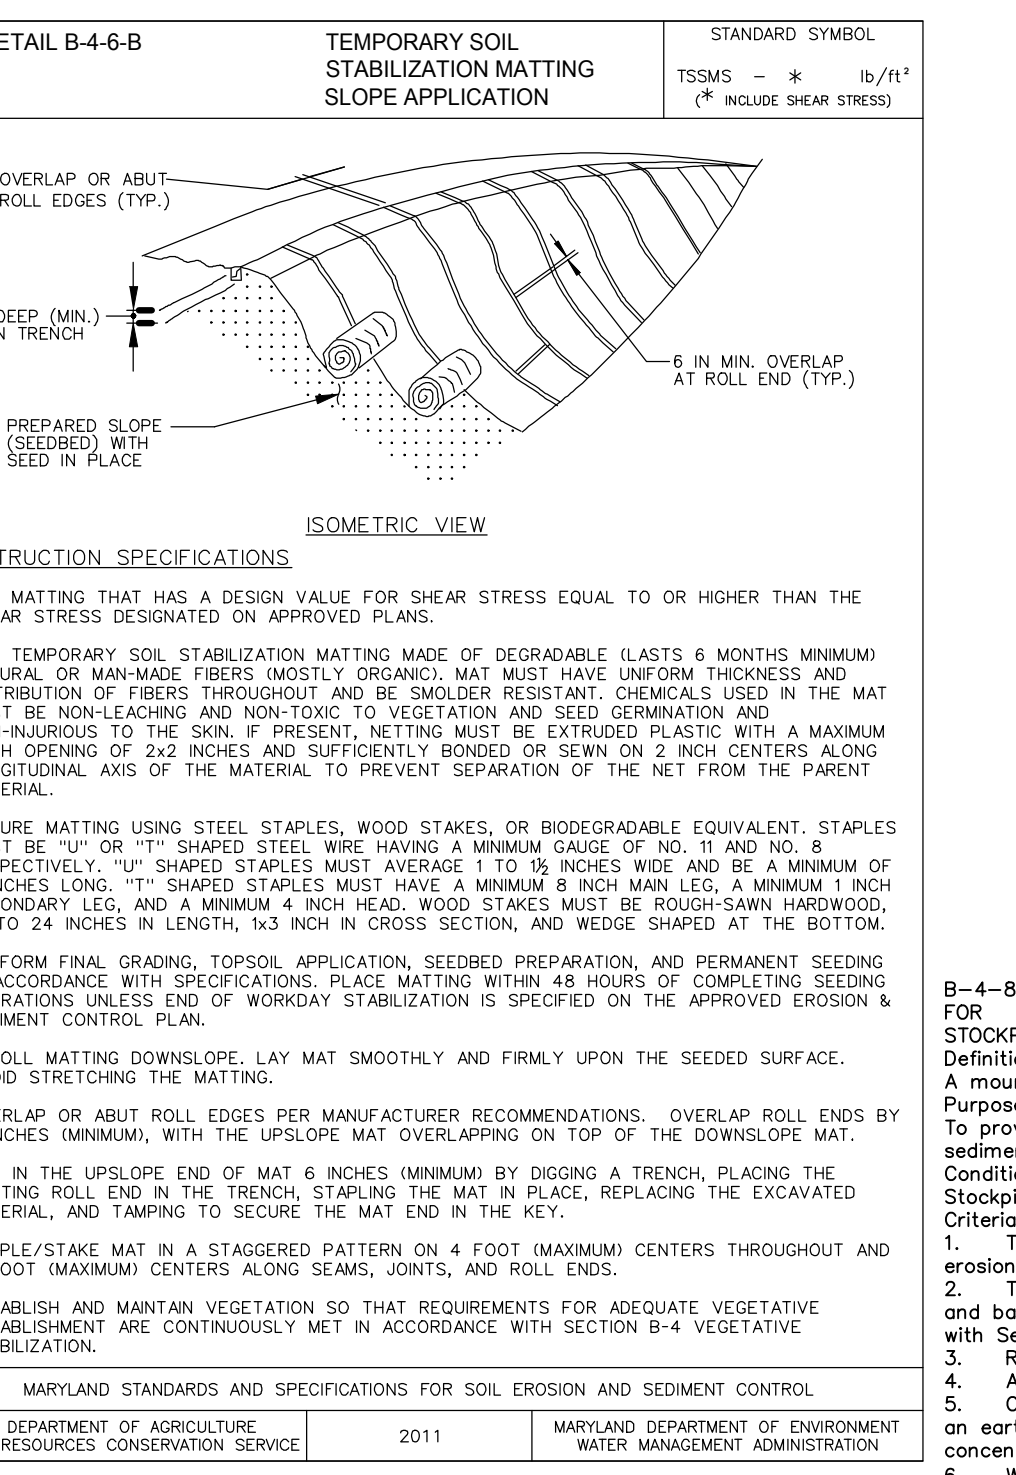 ETAIL B-4-6-B
TEMPORARY SOIL
STABILIZATION MATTING
SLOPE APPLICATION
STANDARD SYMBOL
TSSMS - * lb/ft²
(* INCLUDE SHEAR STRESS)
OVERLAP OR ABUT
ROLL EDGES (TYP.)
DEEP (MIN.)
TRENCH
6 IN MIN. OVERLAP
AT ROLL END (TYP.)
PREPARED SLOPE
(SEEDBED) WITH
SEED IN PLACE
ISOMETRIC VIEW
TRUCTION SPECIFICATIONS
MATTING THAT HAS A DESIGN VALUE FOR SHEAR STRESS EQUAL TO OR HIGHER THAN THE
AR STRESS DESIGNATED ON APPROVED PLANS.
TEMPORARY SOIL STABILIZATION MATTING MADE OF DEGRADABLE (LASTS 6 MONTHS MINIMUM)
URAL OR MAN-MADE FIBERS (MOSTLY ORGANIC). MAT MUST HAVE UNIFORM THICKNESS AND
TRIBUTION OF FIBERS THROUGHOUT AND BE SMOLDER RESISTANT. CHEMICALS USED IN THE MAT
T BE NON-LEACHING AND NON-TOXIC TO VEGETATION AND SEED GERMINATION AND
-INJURIOUS TO THE SKIN. IF PRESENT, NETTING MUST BE EXTRUDED PLASTIC WITH A MAXIMUM
H OPENING OF 2x2 INCHES AND SUFFICIENTLY BONDED OR SEWN ON 2 INCH CENTERS ALONG
GITUDINAL AXIS OF THE MATERIAL TO PREVENT SEPARATION OF THE NET FROM THE PARENT
ERIAL.
URE MATTING USING STEEL STAPLES, WOOD STAKES, OR BIODEGRADABLE EQUIVALENT. STAPLES
T BE "U" OR "T" SHAPED STEEL WIRE HAVING A MINIMUM GAUGE OF NO. 11 AND NO. 8
PECTIVELY. "U" SHAPED STAPLES MUST AVERAGE 1 TO 1½ INCHES WIDE AND BE A MINIMUM OF
NCHES LONG. "T" SHAPED STAPLES MUST HAVE A MINIMUM 8 INCH MAIN LEG, A MINIMUM 1 INCH
ONDARY LEG, AND A MINIMUM 4 INCH HEAD. WOOD STAKES MUST BE ROUGH-SAWN HARDWOOD,
TO 24 INCHES IN LENGTH, 1x3 INCH IN CROSS SECTION, AND WEDGE SHAPED AT THE BOTTOM.
FORM FINAL GRADING, TOPSOIL APPLICATION, SEEDBED PREPARATION, AND PERMANENT SEEDING
ACCORDANCE WITH SPECIFICATIONS. PLACE MATTING WITHIN 48 HOURS OF COMPLETING SEEDING
RATIONS UNLESS END OF WORKDAY STABILIZATION IS SPECIFIED ON THE APPROVED EROSION &
IMENT CONTROL PLAN.
OLL MATTING DOWNSLOPE. LAY MAT SMOOTHLY AND FIRMLY UPON THE SEEDED SURFACE.
ID STRETCHING THE MATTING.
RLAP OR ABUT ROLL EDGES PER MANUFACTURER RECOMMENDATIONS. OVERLAP ROLL ENDS BY
NCHES (MINIMUM), WITH THE UPSLOPE MAT OVERLAPPING ON TOP OF THE DOWNSLOPE MAT.
IN THE UPSLOPE END OF MAT 6 INCHES (MINIMUM) BY DIGGING A TRENCH, PLACING THE
TING ROLL END IN THE TRENCH, STAPLING THE MAT IN PLACE, REPLACING THE EXCAVATED
ERIAL, AND TAMPING TO SECURE THE MAT END IN THE KEY.
PLE/STAKE MAT IN A STAGGERED PATTERN ON 4 FOOT (MAXIMUM) CENTERS THROUGHOUT AND
OOT (MAXIMUM) CENTERS ALONG SEAMS, JOINTS, AND ROLL ENDS.
ABLISH AND MAINTAIN VEGETATION SO THAT REQUIREMENTS FOR ADEQUATE VEGETATIVE
ABLISHMENT ARE CONTINUOUSLY MET IN ACCORDANCE WITH SECTION B-4 VEGETATIVE
BILIZATION.
MARYLAND STANDARDS AND SPECIFICATIONS FOR SOIL EROSION AND SEDIMENT CONTROL
DEPARTMENT OF AGRICULTURE
RESOURCES CONSERVATION SERVICE
2011
MARYLAND DEPARTMENT OF ENVIRONMENT
WATER MANAGEMENT ADMINISTRATION
B-4-8
FOR
STOCKP
Definiti
A mou
Purpos
To pro
sedime
Conditi
Stockpi
Criteria
1. T
erosion
2. T
and ba
with Se
3. R
4. A
5. C
an eart
concen
6. W